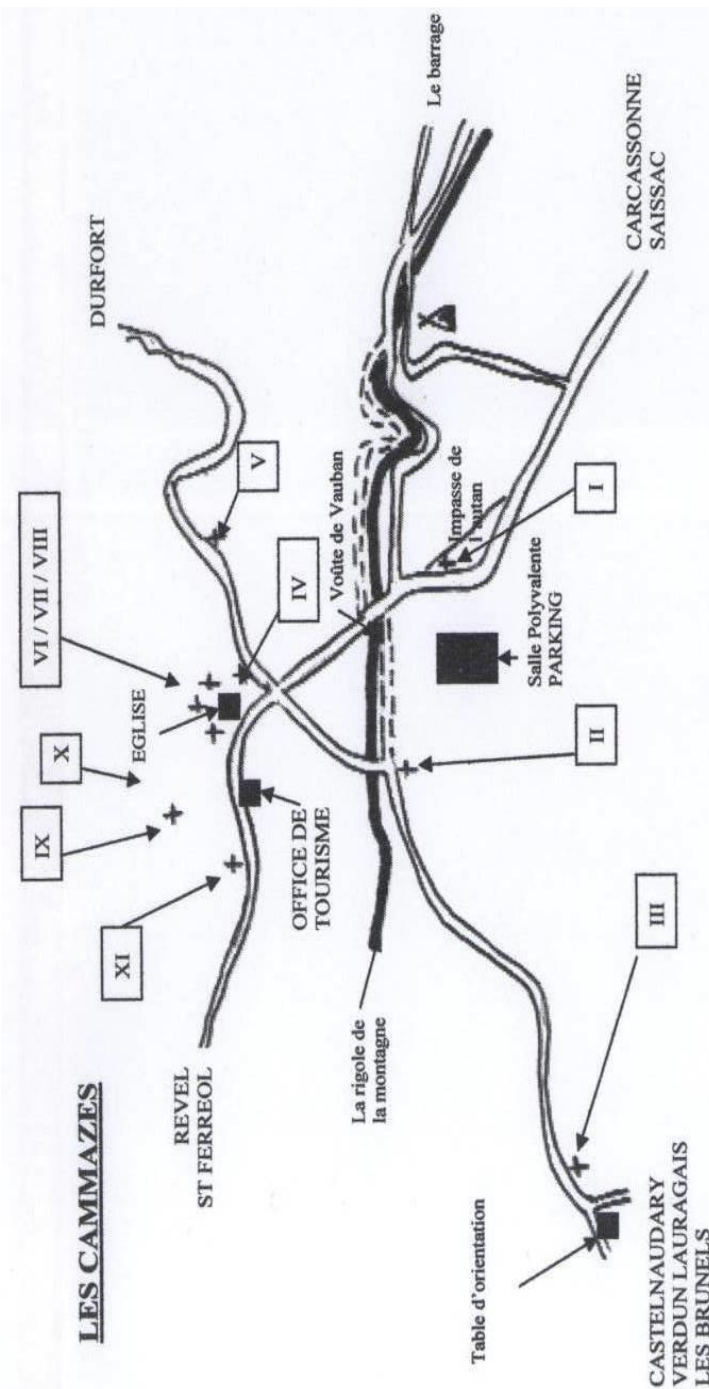 LES CAMMAZES
REVEL
ST FERREOL
XI
IX
X
VI / VII / VIII
EGLISE
OFFICE DE
TOURISME
IV
V
DURFORT
La rigole de
la montagne
Voûte de Vauban
Le barrage
Table d'orientation
CASTELNAUDARY
VERDUN LAURAGAIS
LES BRUNELS
III
II
Salle Polyvalente
PARKING
Impasse de
l'autan
I
CARCASSONNE
SAISSAC